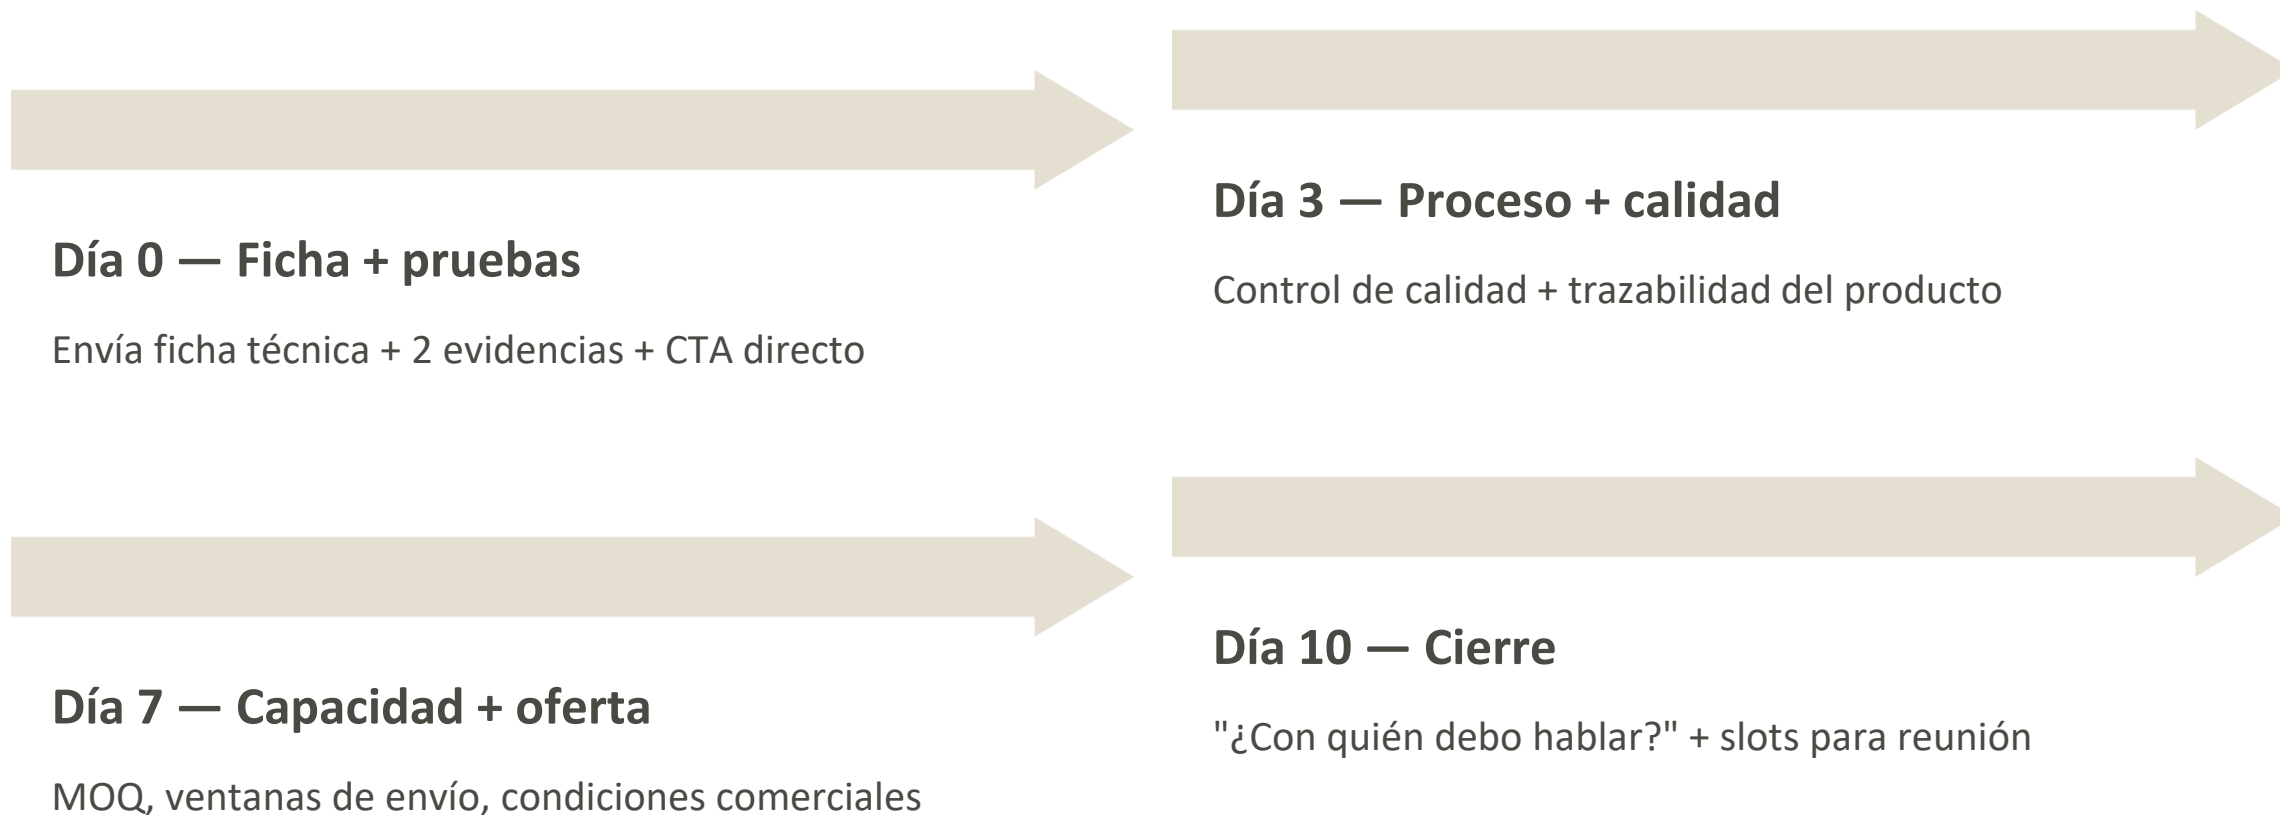 Día 0 — Ficha + pruebas
Envía ficha técnica + 2 evidencias + CTA directo
Día 3 — Proceso + calidad
Control de calidad + trazabilidad del producto
Día 7 — Capacidad + oferta
MOQ, ventanas de envío, condiciones comerciales
Día 10 — Cierre
"¿Con quién debo hablar?" + slots para reunión